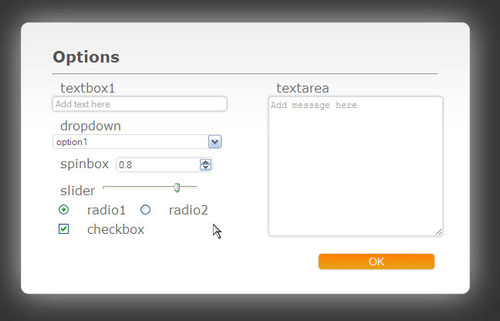 Options
textbox1
Add text here
dropdown
option1
spinbox 0.8
slider
radio1 radio2
checkbox
textarea
Add message here
OK